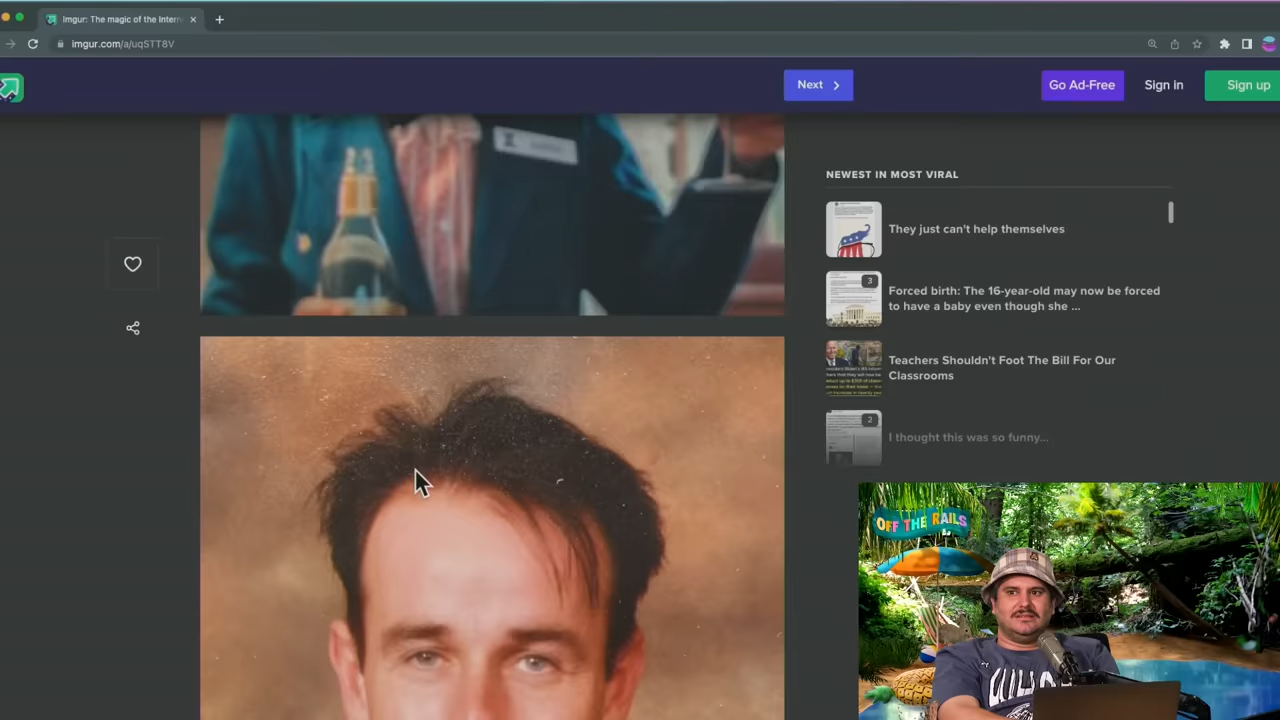 Imgur: The magic of the Intern
imgur.com/a/uqSTT8V
Next
Go Ad-Free
Sign in
Sign up
NEWEST IN MOST VIRAL
They just can't help themselves
3
Forced birth: The 16-year-old may now be forced
to have a baby even though she ...
Teachers Shouldn't Foot The Bill For Our
Classrooms
2
I thought this was so funny...
OFF THE RAILS